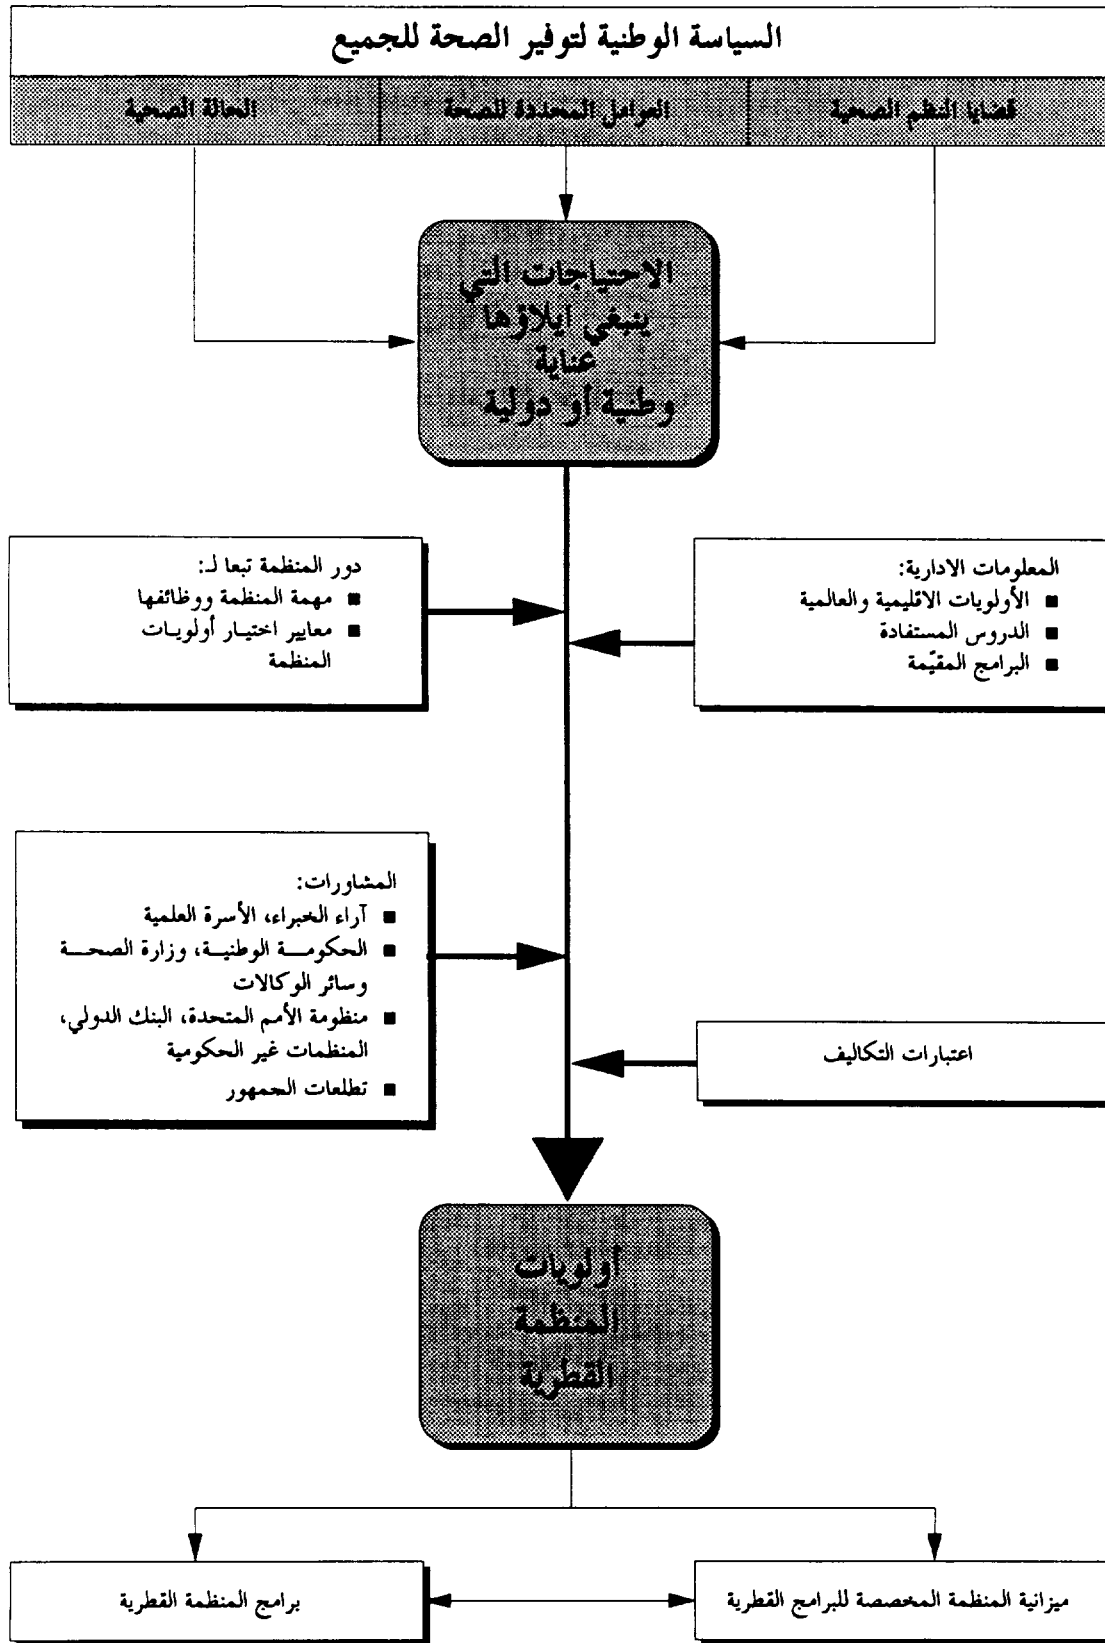 السياسة الوطنية لتوفير الصحة للجميع
قضايا النظم الصحية
العوامل المحددة للصحة
الحالة الصحية
الاحتياجات التي
ينبغي ايلاؤها
عناية
وطنية أو دولية
المعلومات الادارية:
■ الأولويات الاقليمية والعالمية
■ الدروس المستفادة
■ البرامج المقيّمة
دور المنظمة تبعا لـ:
■ مهمة المنظمة ووظائفها
■ معايير اختيار أولويات
المنظمة
المشاورات:
■ آراء الخبراء، الأسرة العلمية
■ الحكومة الوطنية، وزارة الصحة
وسائر الوكالات
■ منظومة الأمم المتحدة، البنك الدولي،
المنظمات غير الحكومية
■ تطلعات الجمهور
اعتبارات التكاليف
أولويات
المنظمة
القطرية
ميزانية المنظمة المخصصة للبرامج القطرية
برامج المنظمة القطرية